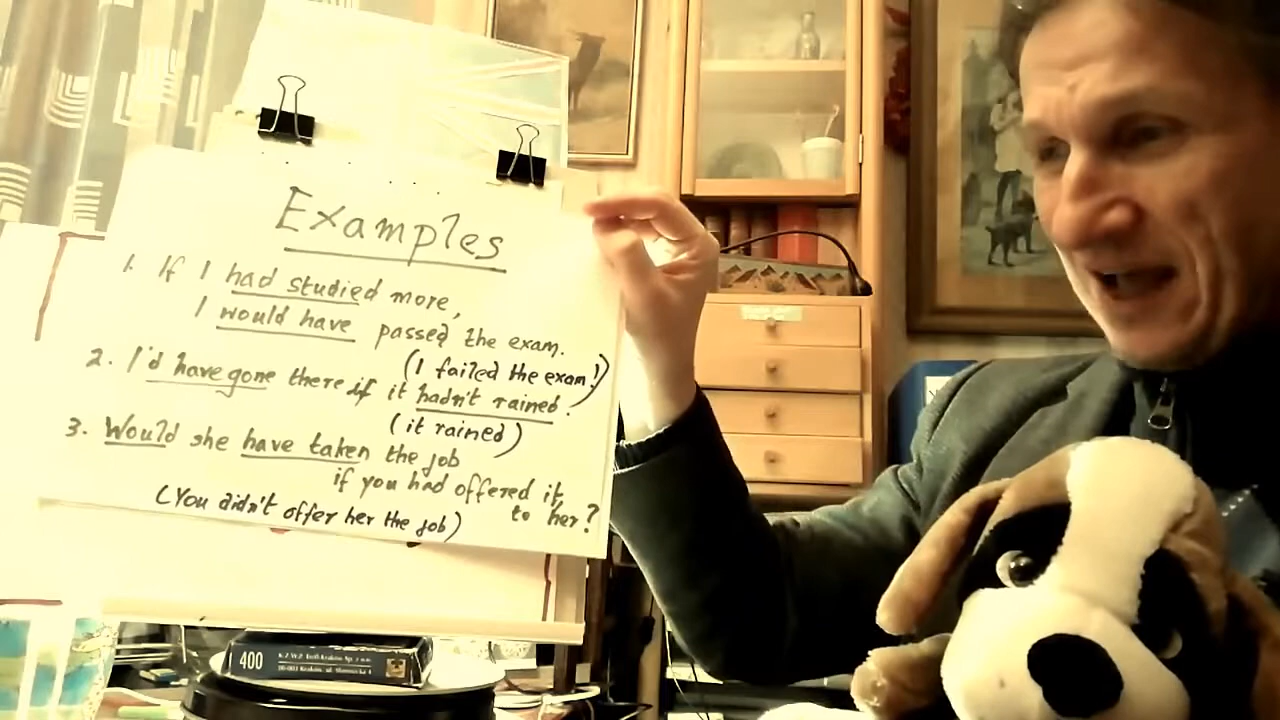 Examples
1. If I had studied more,
I would have passed the exam.
(I failed the exam!)
2. I'd have gone there if it hadn't rained.
(it rained)
3. Would she have taken the job
if you had offered it
to her?
(You didn't offer her the job)
400